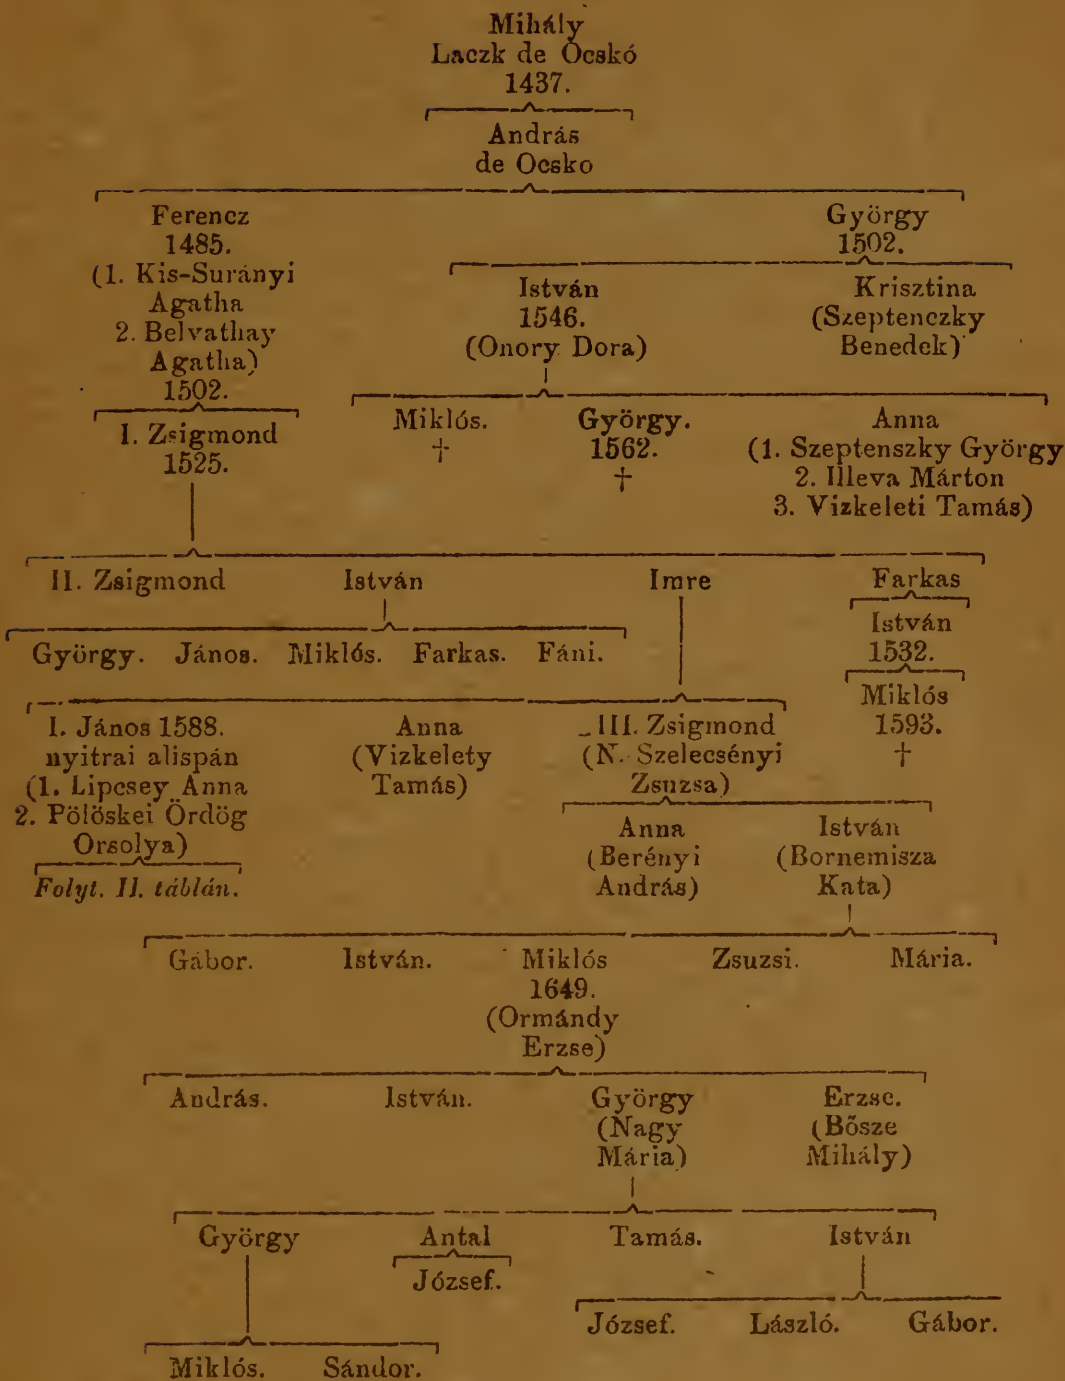 Mihály
Laczk de Ocskó
1437.
András
de Ocsko
Ferencz
1485.
(1. Kis-Surányi
Agatha
2. Belvathay
Agatha)
1502.
György
1502.
István
1546.
(Onory Dora)
Krisztina
(Szeptenczky
Benedek)
I. Zsigmond
1525.
Miklós.
†
György.
1562.
†
Anna
(1. Szeptenszky György
2. Illeva Márton
3. Vizkeleti Tamás)
II. Zsigmond
István
Imre
Farkas
István
1532.
Miklós
1593.
†
György. János. Miklós. Farkas. Fáni.
I. János 1588.
nyitrai alispán
(1. Lipcsey Anna
2. Pölöskei Ördög
Orsolya)
Folyt. II. táblán.
Anna
(Vizkelety
Tamás)
III. Zsigmond
(N. Szelecsényi
Zsuzsa)
Anna
(Berényi
András)
István
(Bornemisza
Kata)
Gábor. István. Miklós Zsuzsi. Mária.
1649.
(Ormándy
Erzse)
András. István.
György
(Nagy
Mária)
Erzse.
(Bősze
Mihály)
György Antal Tamás. István
József.
József. László. Gábor.
Miklós. Sándor.